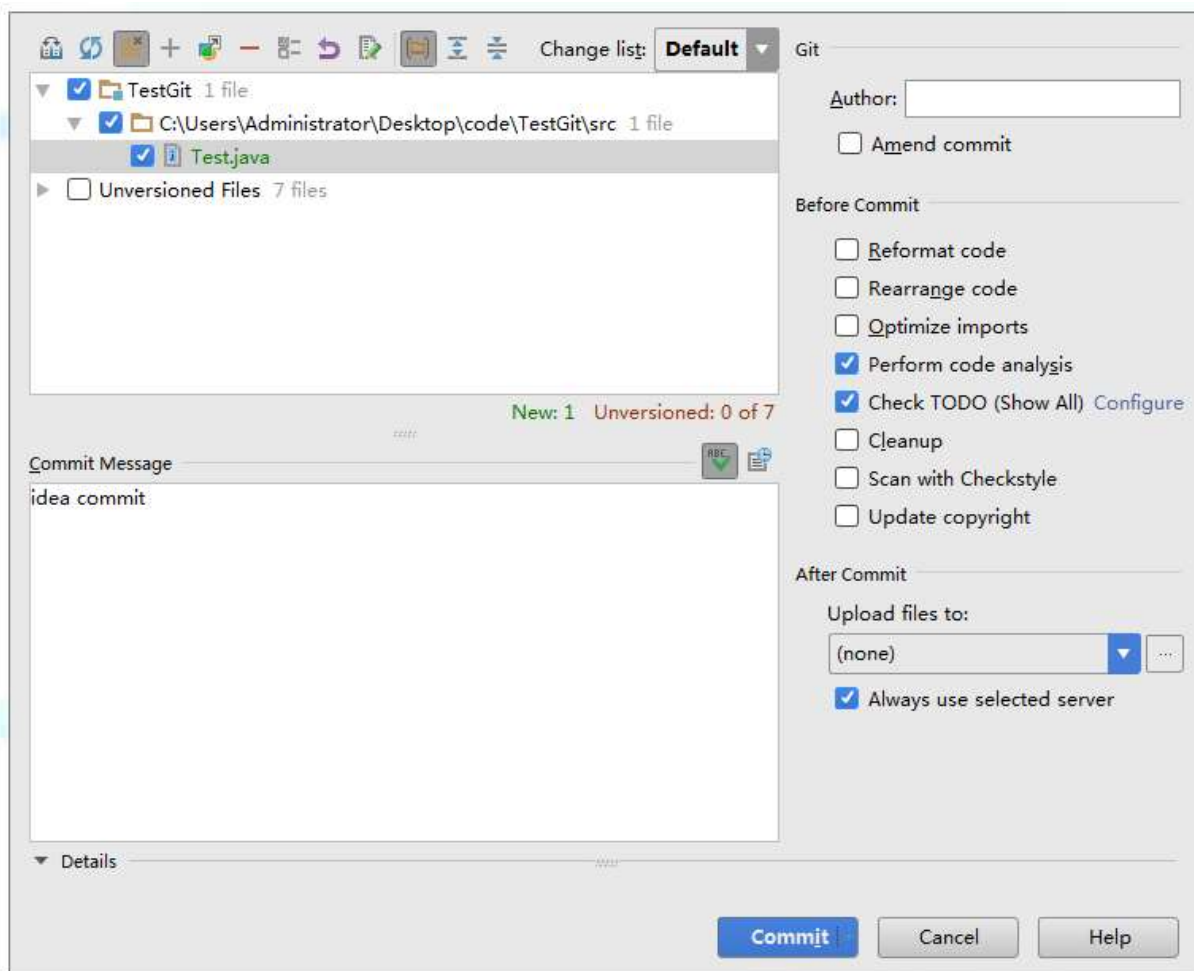 Change list: Default
TestGit 1 file
C:\Users\Administrator\Desktop\code\TestGit\src 1 file
Test.java
Unversioned Files 7 files
New: 1 Unversioned: 0 of 7
Commit Message
ABC
idea commit
Git
Author:
Amend commit
Before Commit
Reformat code
Rearrange code
Optimize imports
Perform code analysis
Check TODO (Show All) Configure
Cleanup
Scan with Checkstyle
Update copyright
After Commit
Upload files to:
(none)
...
Always use selected server
Details
Commit
Cancel
Help